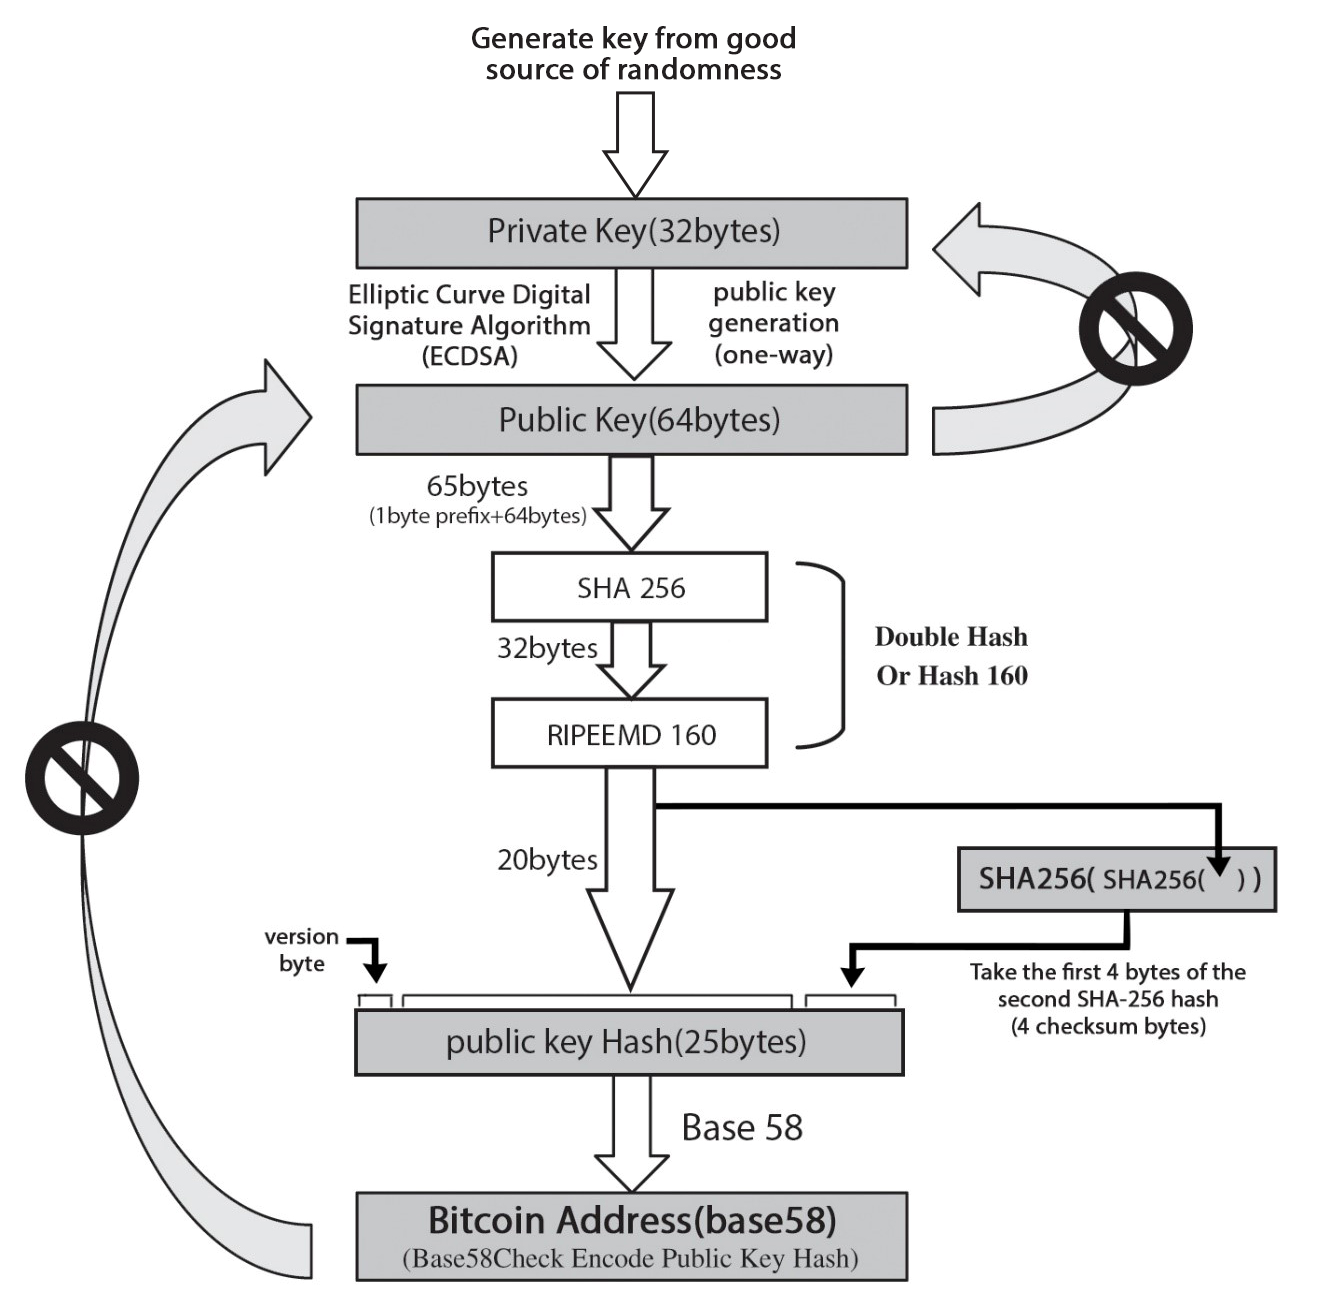 Generate key from good
source of randomness
Private Key(32bytes)
Elliptic Curve Digital
Signature Algorithm
(ECDSA)
public key
generation
(one-way)
Public Key(64bytes)
65bytes
(1byte prefix+64bytes)
SHA 256
32bytes
Double Hash
Or Hash 160
RIPEEMD 160
20bytes
SHA256( SHA256( ) )
version
byte
Take the first 4 bytes of the
second SHA-256 hash
(4 checksum bytes)
public key Hash(25bytes)
Base 58
Bitcoin Address(base58)
(Base58Check Encode Public Key Hash)